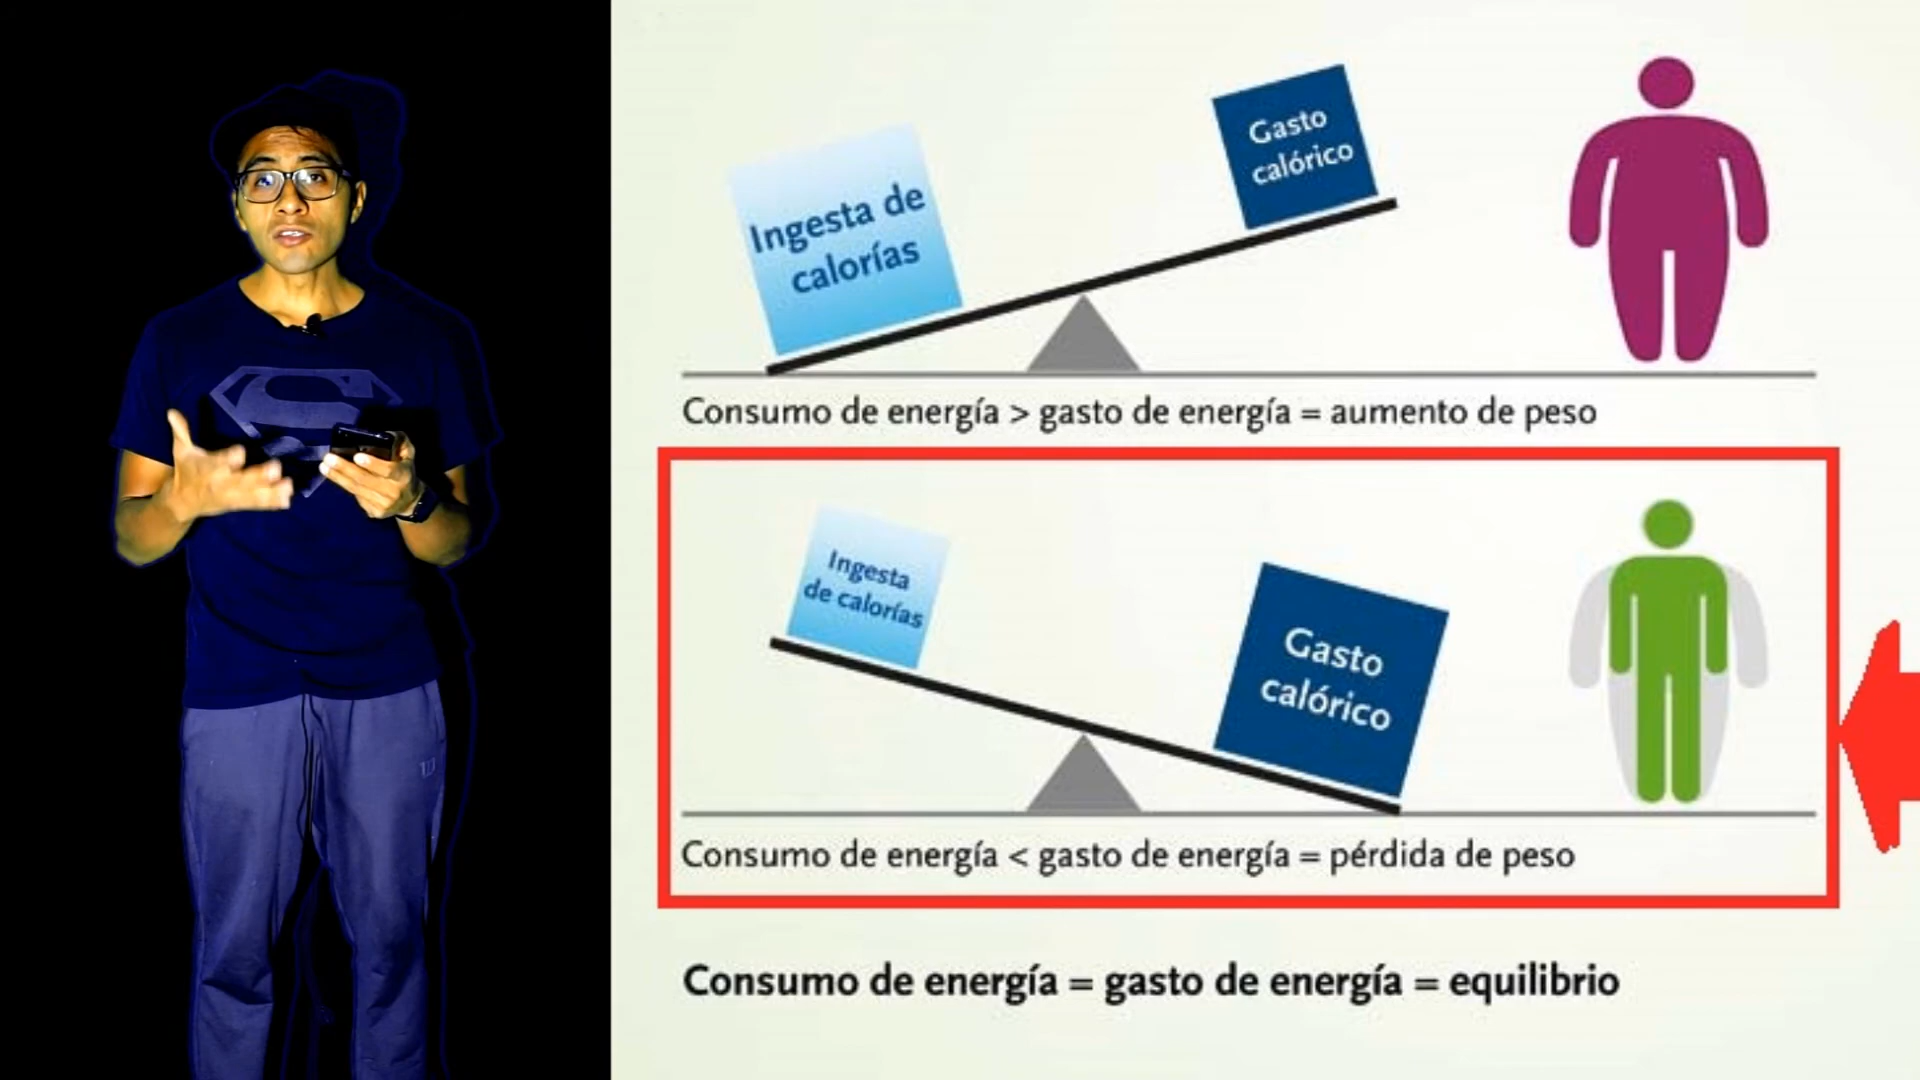 Ingesta de
calorías
Gasto
calórico
Consumo de energía > gasto de energía = aumento de peso
Ingesta
de calorías
Gasto
calórico
Consumo de energía < gasto de energía = pérdida de peso
Consumo de energía = gasto de energía = equilibrio